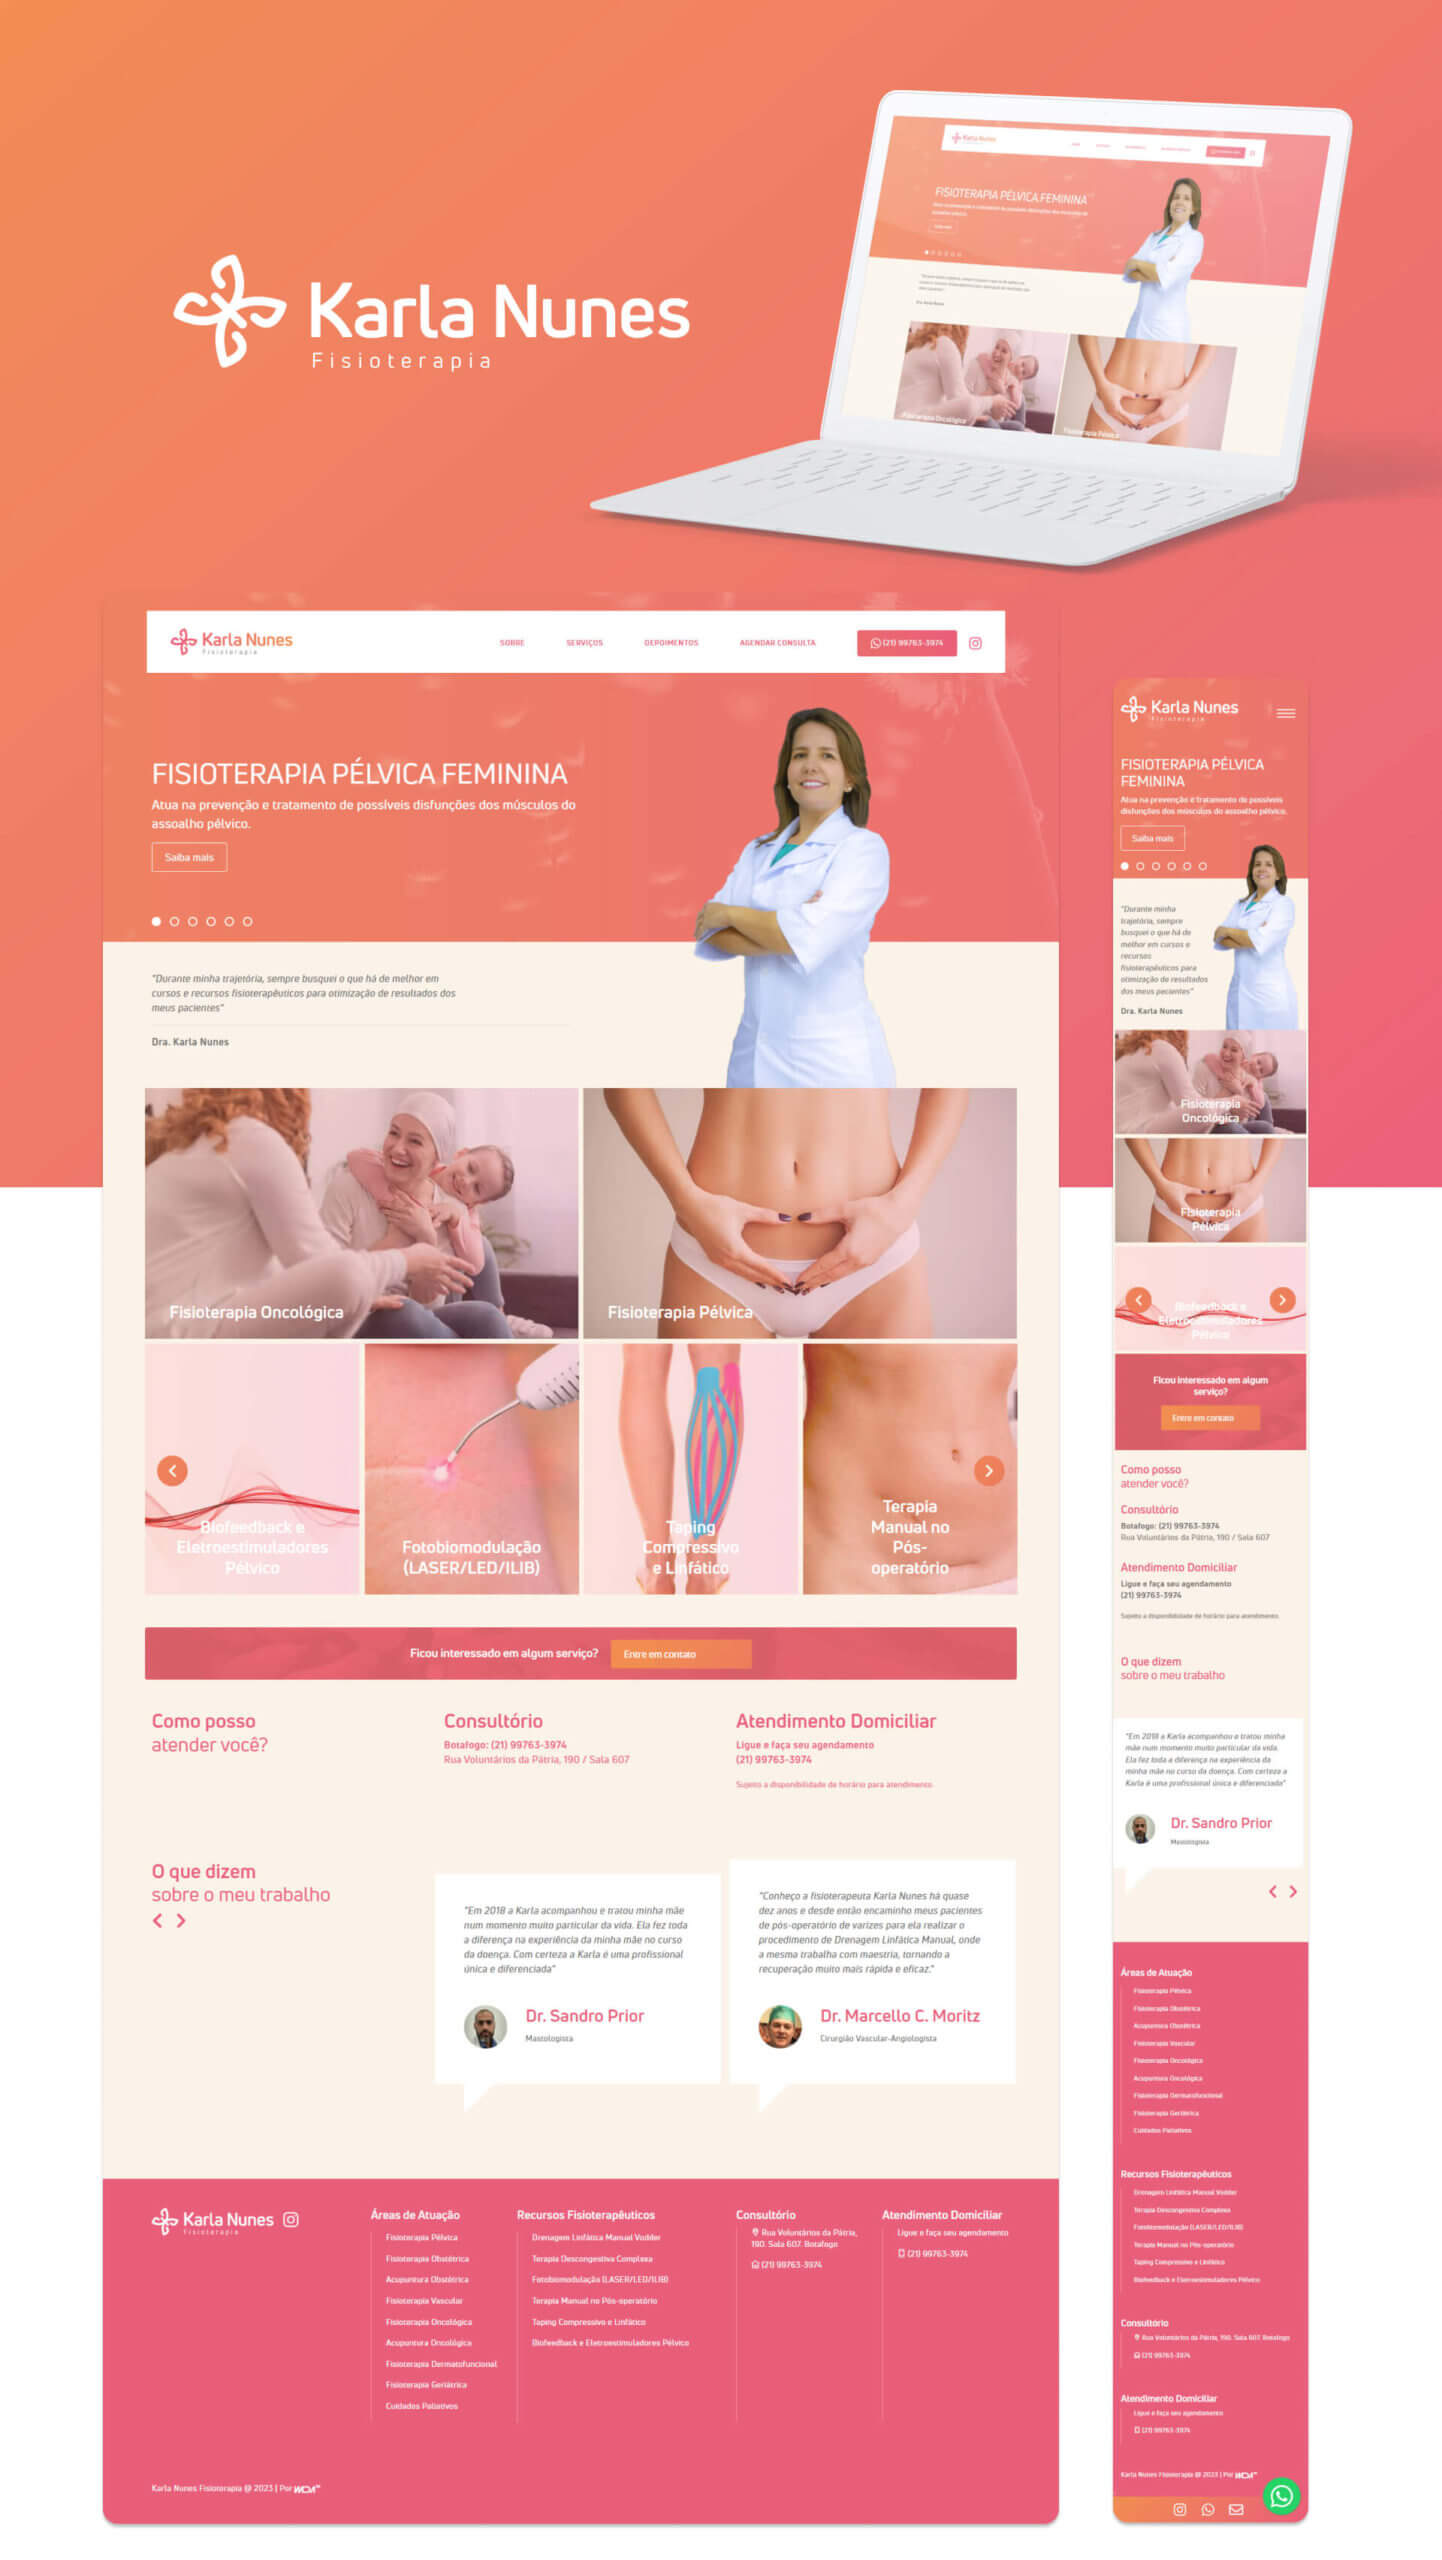 Karla Nunes
Fisioterapia
Karla Nunes
FISIOTERAPIA PÉLVICA FEMININA
Fisioterapia Oncológica
Fisioterapia Pélvica
Karla Nunes
Fisioterapia
SOBRE
SERVIÇOS
DEPOIMENTOS
AGENDAR CONSULTA
(21) 99763-3974
FISIOTERAPIA PÉLVICA FEMININA
Atua na prevenção e tratamento de possíveis disfunções dos músculos do
assoalho pélvico.
Saiba mais
"Durante minha trajetória, sempre busquei o que há de melhor em
cursos e recursos fisioterapêuticos para otimização de resultados dos
meus pacientes"
Dra. Karla Nunes
Fisioterapia Oncológica
Fisioterapia Pélvica
Biofeedback e
Eletroestimuladores
Pélvico
Fotobiomodulação
(LASER/LED/ILIB)
Taping
Compressivo
e Linfático
Terapia
Manual no
Pós-
operatório
Ficou interessado em algum serviço?
Entre em contato
Como posso
atender você?
Consultório
Botafogo: (21) 99763-3974
Rua Voluntários da Pátria, 190 / Sala 607
Atendimento Domiciliar
Ligue e faça seu agendamento
(21) 99763-3974
Sujeito a disponibilidade de horário para atendimento.
O que dizem
sobre o meu trabalho
"Em 2018 a Karla acompanhou e tratou minha mãe
num momento muito particular da vida. Ela fez toda
a diferença na experiência da minha mãe no curso
da doença. Com certeza a Karla é uma profissional
única e diferenciada"
Dr. Sandro Prior
Mastologista
"Conheço a fisioterapeuta Karla Nunes há quase
dez anos e desde então encaminho meus pacientes
de pós-operatório de varizes para ela realizar o
procedimento de Drenagem Linfática Manual, onde
a mesma trabalha com maestria, tornando a
recuperação muito mais rápida e eficaz."
Dr. Marcello C. Moritz
Cirurgião Vascular-Angiologista
Karla Nunes
Fisioterapia
Áreas de Atuação
Fisioterapia Pélvica
Fisioterapia Obstétrica
Acupuntura Obstétrica
Fisioterapia Vascular
Fisioterapia Oncológica
Acupuntura Oncológica
Fisioterapia Dermatofuncional
Fisioterapia Geriátrica
Cuidados Paliativos
Recursos Fisioterapêuticos
Drenagem Linfática Manual Vodder
Terapia Descongestiva Complexa
Fotobiomodulação (LASER/LED/ILIB)
Terapia Manual no Pós-operatório
Taping Compressivo e Linfático
Biofeedback e Eletroestimuladores Pélvico
Consultório
Rua Voluntários da Pátria,
190. Sala 607. Botafogo
(21) 99763-3974
Atendimento Domiciliar
Ligue e faça seu agendamento
(21) 99763-3974
Karla Nunes Fisioterapia @ 2023 | Por WCM
Karla Nunes
Fisioterapia
FISIOTERAPIA PÉLVICA
FEMININA
Atua na prevenção e tratamento de possíveis
disfunções dos músculos do assoalho pélvico.
Saiba mais
"Durante minha
trajetória, sempre
busquei o que há de
melhor em cursos e
recursos
fisioterapêuticos para
otimização de resultados
dos meus pacientes"
Dra. Karla Nunes
Fisioterapia
Oncológica
Fisioterapia
Pélvica
Biofeedback e
Eletroestimuladores
Pélvico
Ficou interessado em algum
serviço?
Entre em contato
Como posso
atender você?
Consultório
Botafogo: (21) 99763-3974
Rua Voluntários da Pátria, 190 / Sala 607
Atendimento Domiciliar
Ligue e faça seu agendamento
(21) 99763-3974
Sujeito a disponibilidade de horário para atendimento.
O que dizem
sobre o meu trabalho
"Em 2018 a Karla acompanhou e tratou minha
mãe num momento muito particular da vida.
Ela fez toda a diferença na experiência da
minha mãe no curso da doença. Com certeza a
Karla é uma profissional única e diferenciada"
Dr. Sandro Prior
Mastologista
Áreas de Atuação
Fisioterapia Pélvica
Fisioterapia Obstétrica
Acupuntura Obstétrica
Fisioterapia Vascular
Fisioterapia Oncológica
Acupuntura Oncológica
Fisioterapia Dermatofuncional
Fisioterapia Geriátrica
Cuidados Paliativos
Recursos Fisioterapêuticos
Drenagem Linfática Manual Vodder
Terapia Descongestiva Complexa
Fotobiomodulação (LASER/LED/ILIB)
Terapia Manual no Pós-operatório
Taping Compressivo e Linfático
Biofeedback e Eletroestimuladores Pélvico
Consultório
Rua Voluntários da Pátria, 190. Sala 607. Botafogo
(21) 99763-3974
Atendimento Domiciliar
Ligue e faça seu agendamento
(21) 99763-3974
Karla Nunes Fisioterapia @ 2023 | Por WCM